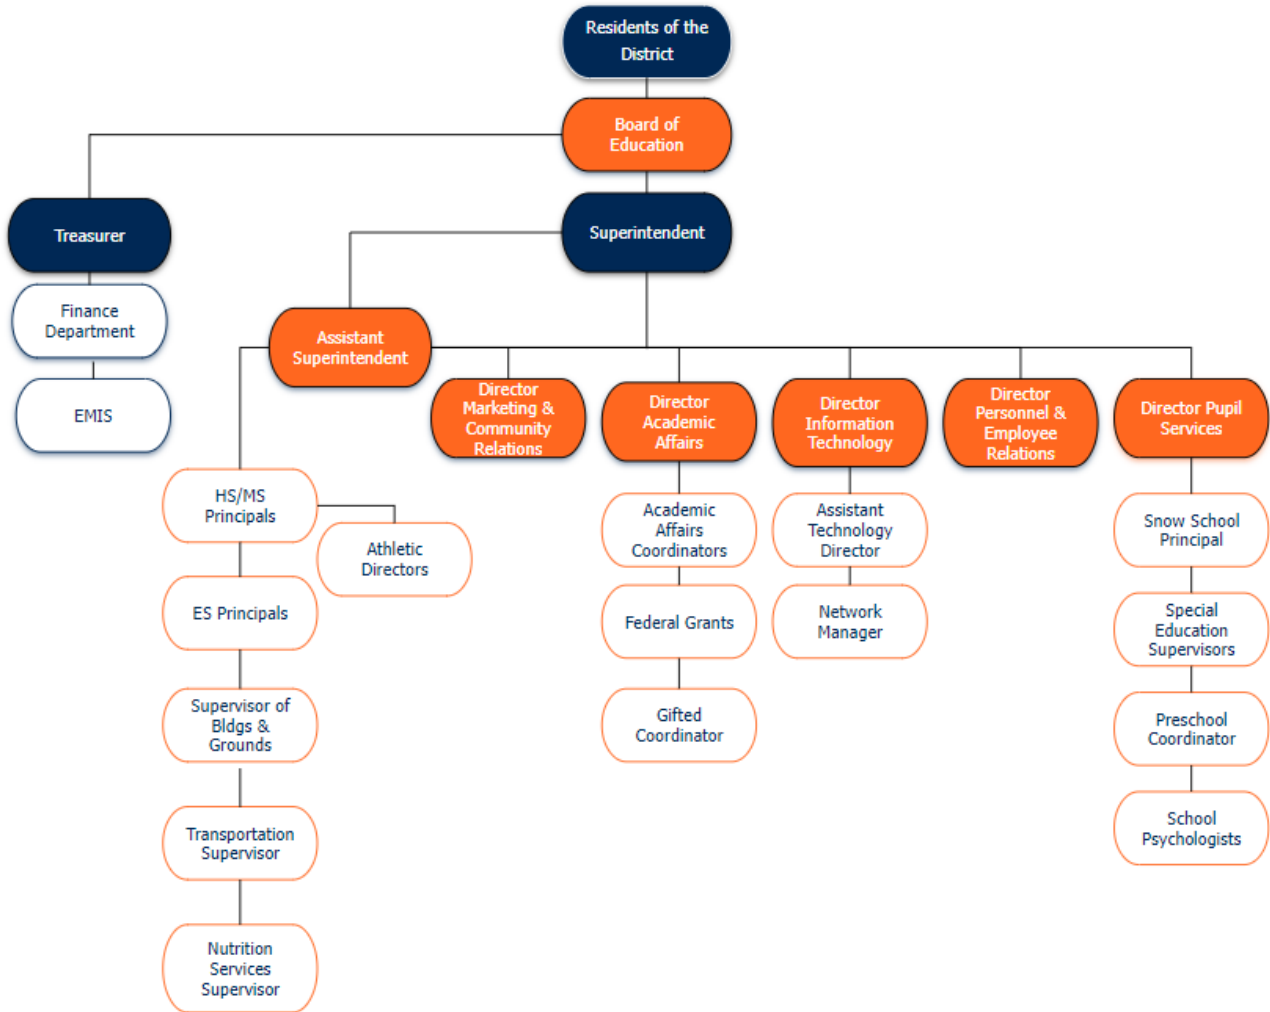 Residents of the
District
Board of
Education
Treasurer
Superintendent
Finance
Department
EMIS
Assistant
Superintendent
Director
Marketing &
Community
Relations
Director
Academic
Affairs
Director
Information
Technology
Director
Personnel &
Employee
Relations
Director Pupil
Services
HS/MS
Principals
Athletic
Directors
ES Principals
Supervisor of
Bldgs &
Grounds
Transportation
Supervisor
Nutrition
Services
Supervisor
Academic
Affairs
Coordinators
Federal Grants
Gifted
Coordinator
Assistant
Technology
Director
Network
Manager
Snow School
Principal
Special
Education
Supervisors
Preschool
Coordinator
School
Psychologists